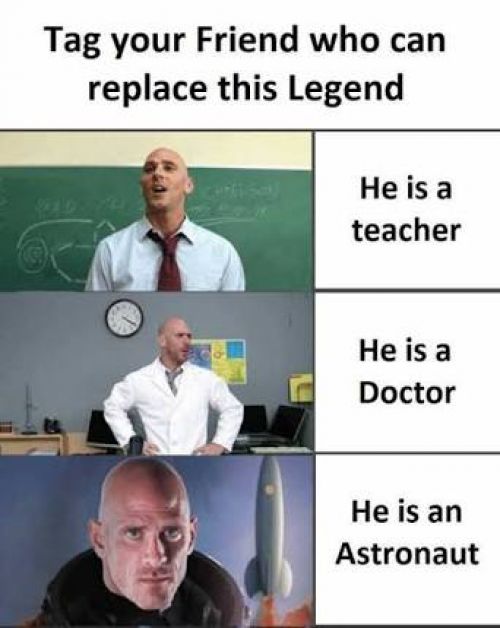 Tag your Friend who can
replace this Legend
He is a
teacher
He is a
Doctor
He is an
Astronaut